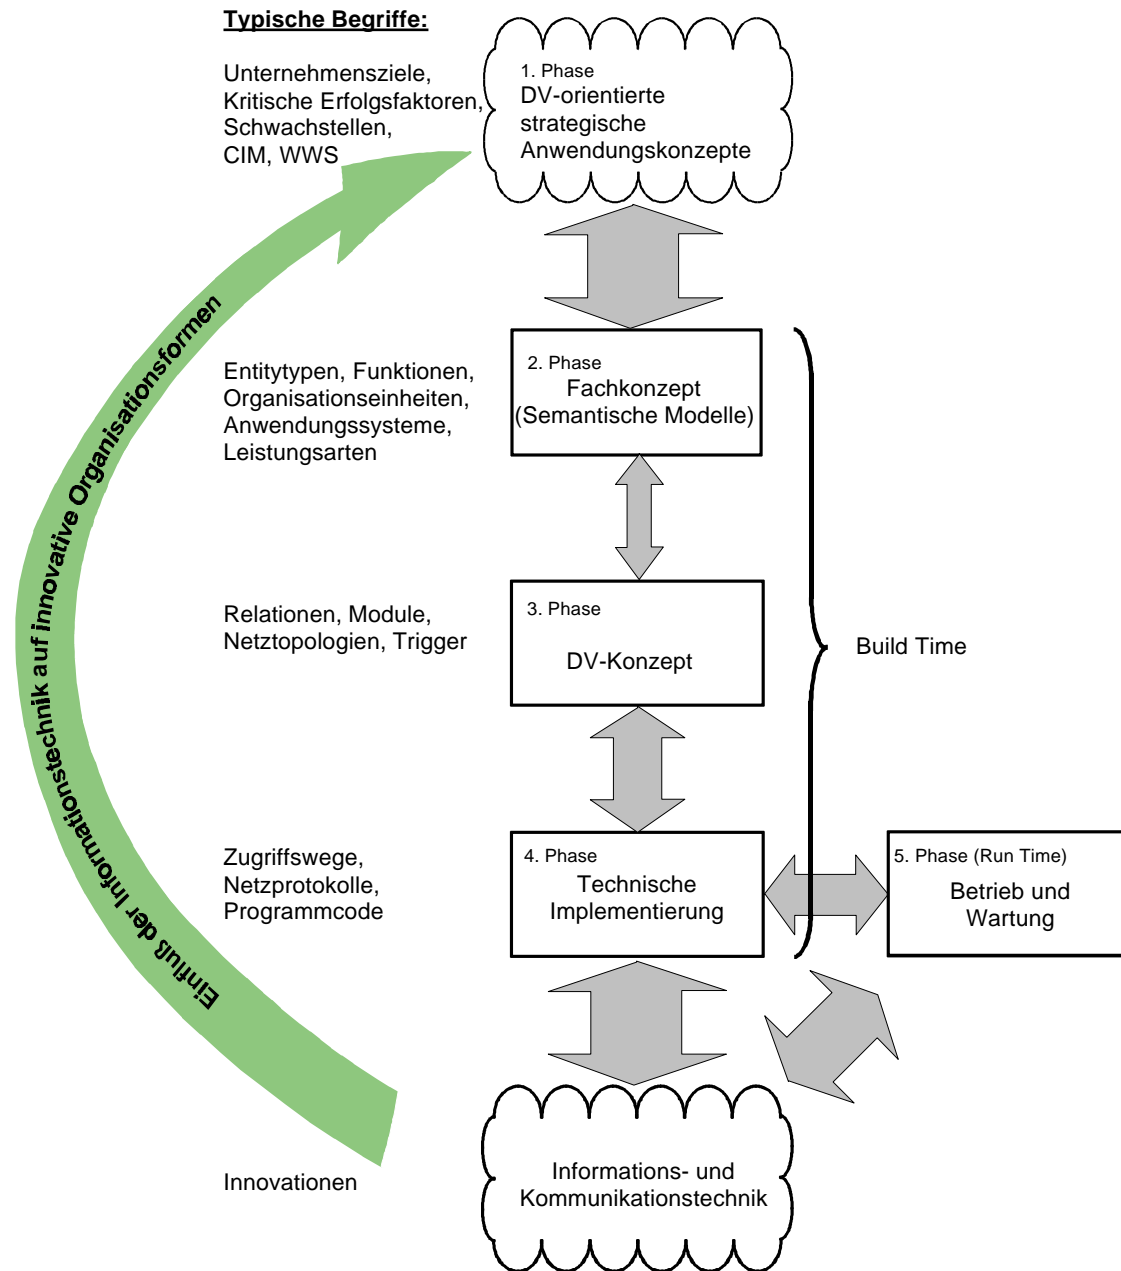 Typische Begriffe:
Unternehmensziele,
Kritische Erfolgsfaktoren,
Schwachstellen,
CIM, WWS
1. Phase
DV-orientierte
strategische
Anwendungskonzepte
Entitytypen, Funktionen,
Organisationseinheiten,
Anwendungssysteme,
Leistungsarten
2. Phase
Fachkonzept
(Semantische Modelle)
Einfluß der Informationstechnik auf innovative Organisationsformen
Relationen, Module,
Netztopologien, Trigger
3. Phase
DV-Konzept
Build Time
Zugriffswege,
Netzprotokolle,
Programmcode
4. Phase
Technische
Implementierung
5. Phase (Run Time)
Betrieb und
Wartung
Innovationen
Informations- und
Kommunikationstechnik